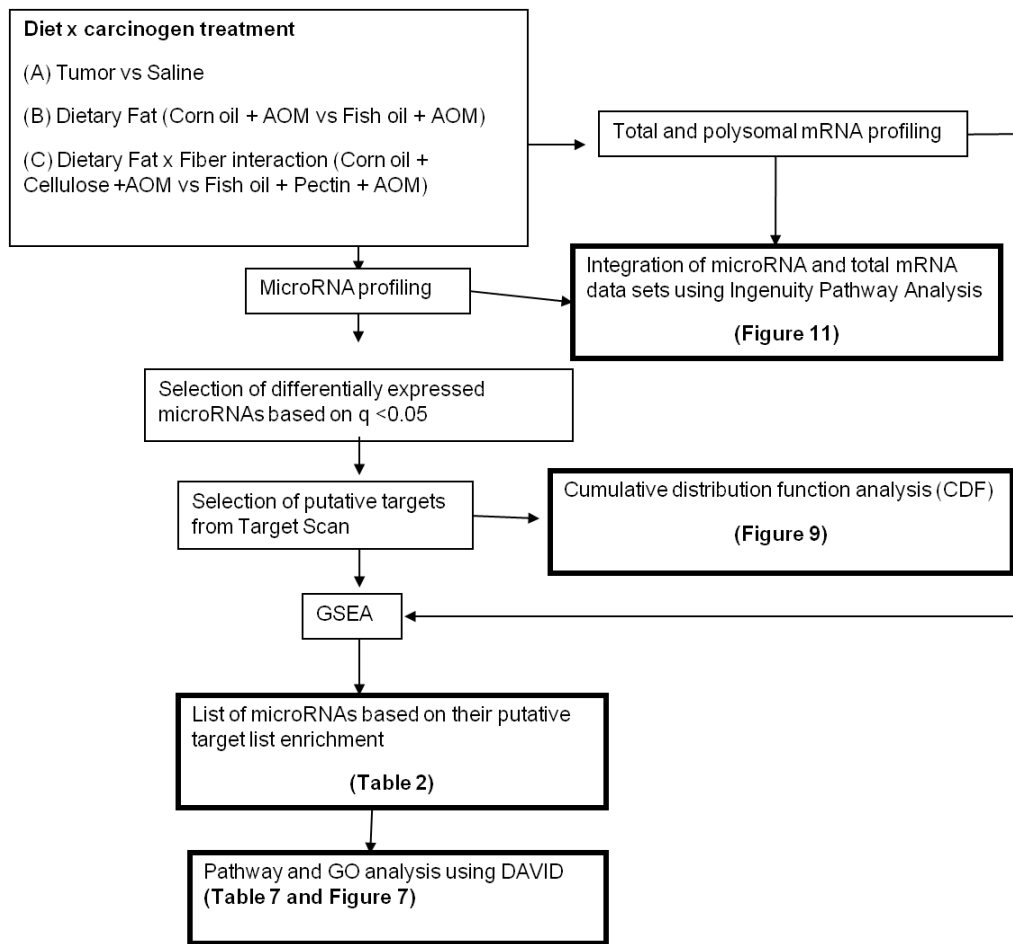 Diet x carcinogen treatment
(A) Tumor vs Saline
(B) Dietary Fat (Corn oil + AOM vs Fish oil + AOM)
(C) Dietary Fat x Fiber interaction (Corn oil +
Cellulose +AOM vs Fish oil + Pectin + AOM)
Total and polysomal mRNA profiling
MicroRNA profiling
Integration of microRNA and total mRNA
data sets using Ingenuity Pathway Analysis
(Figure 11)
Selection of differentially expressed
microRNAs based on q <0.05
Selection of putative targets
from Target Scan
Cumulative distribution function analysis (CDF)
(Figure 9)
GSEA
List of microRNAs based on their putative
target list enrichment
(Table 2)
Pathway and GO analysis using DAVID
(Table 7 and Figure 7)